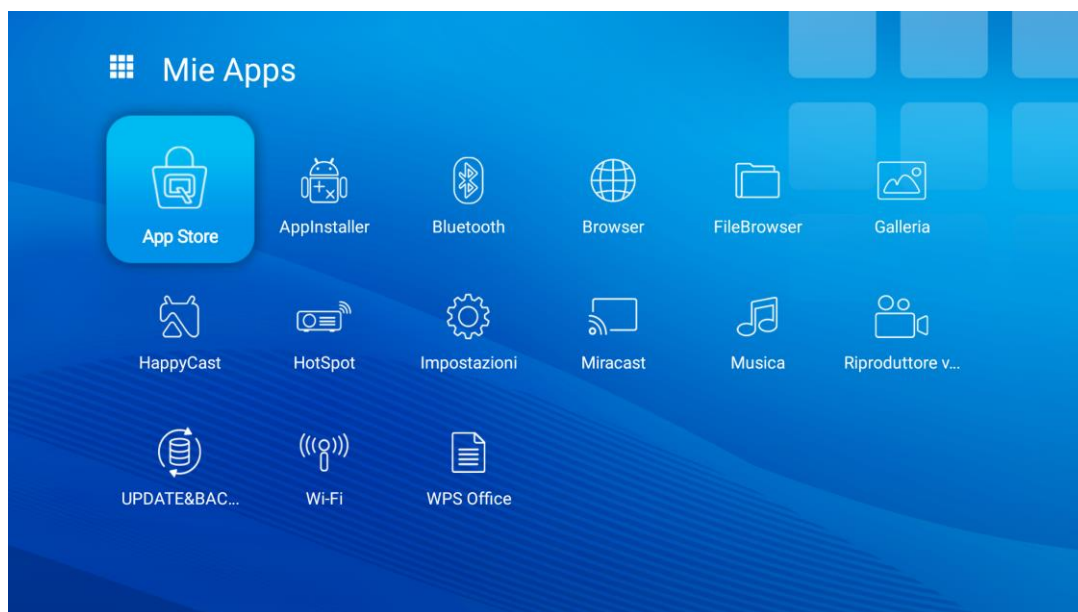 Mie Apps
App Store
AppInstaller
Bluetooth
Browser
FileBrowser
Galleria
HappyCast
HotSpot
Impostazioni
Miracast
Musica
Riproduttore v...
UPDATE&BAC...
Wi-Fi
WPS Office